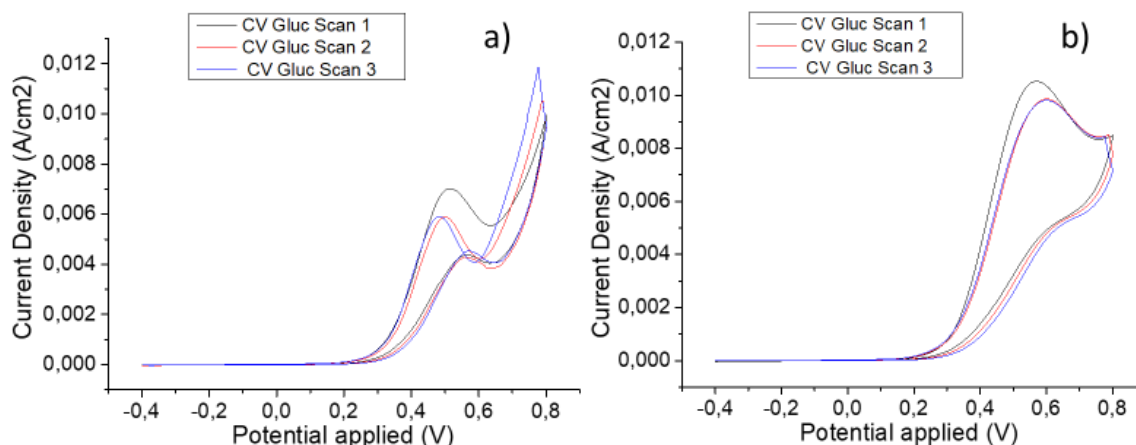 CV Gluc Scan 1
CV Gluc Scan 2
CV Gluc Scan 3
a)
0,012
0,010
0,008
0,006
0,004
0,002
0,000
Current Density (A/cm2)
-0,4 -0,2 0,0 0,2 0,4 0,6 0,8
Potential applied (V)
CV Gluc Scan 1
CV Gluc Scan 2
CV Gluc Scan 3
b)
0,012
0,010
0,008
0,006
0,004
0,002
0,000
Current Density (A/cm2)
-0,4 -0,2 0,0 0,2 0,4 0,6 0,8
Potential applied (V)